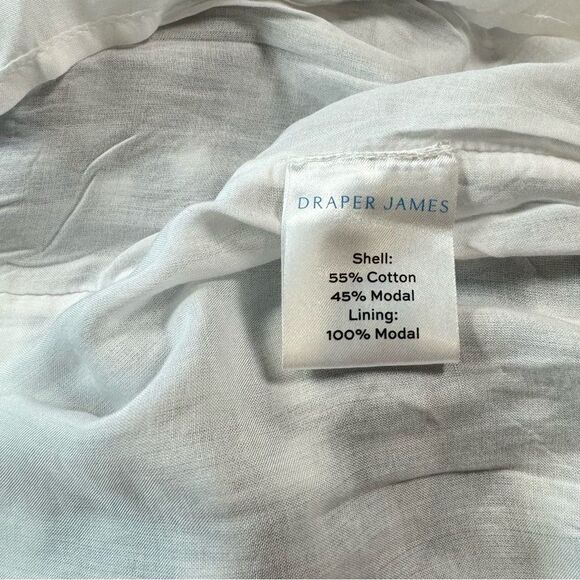 DRAPER JAMES
Shell:
55% Cotton
45% Modal
Lining:
100% Modal